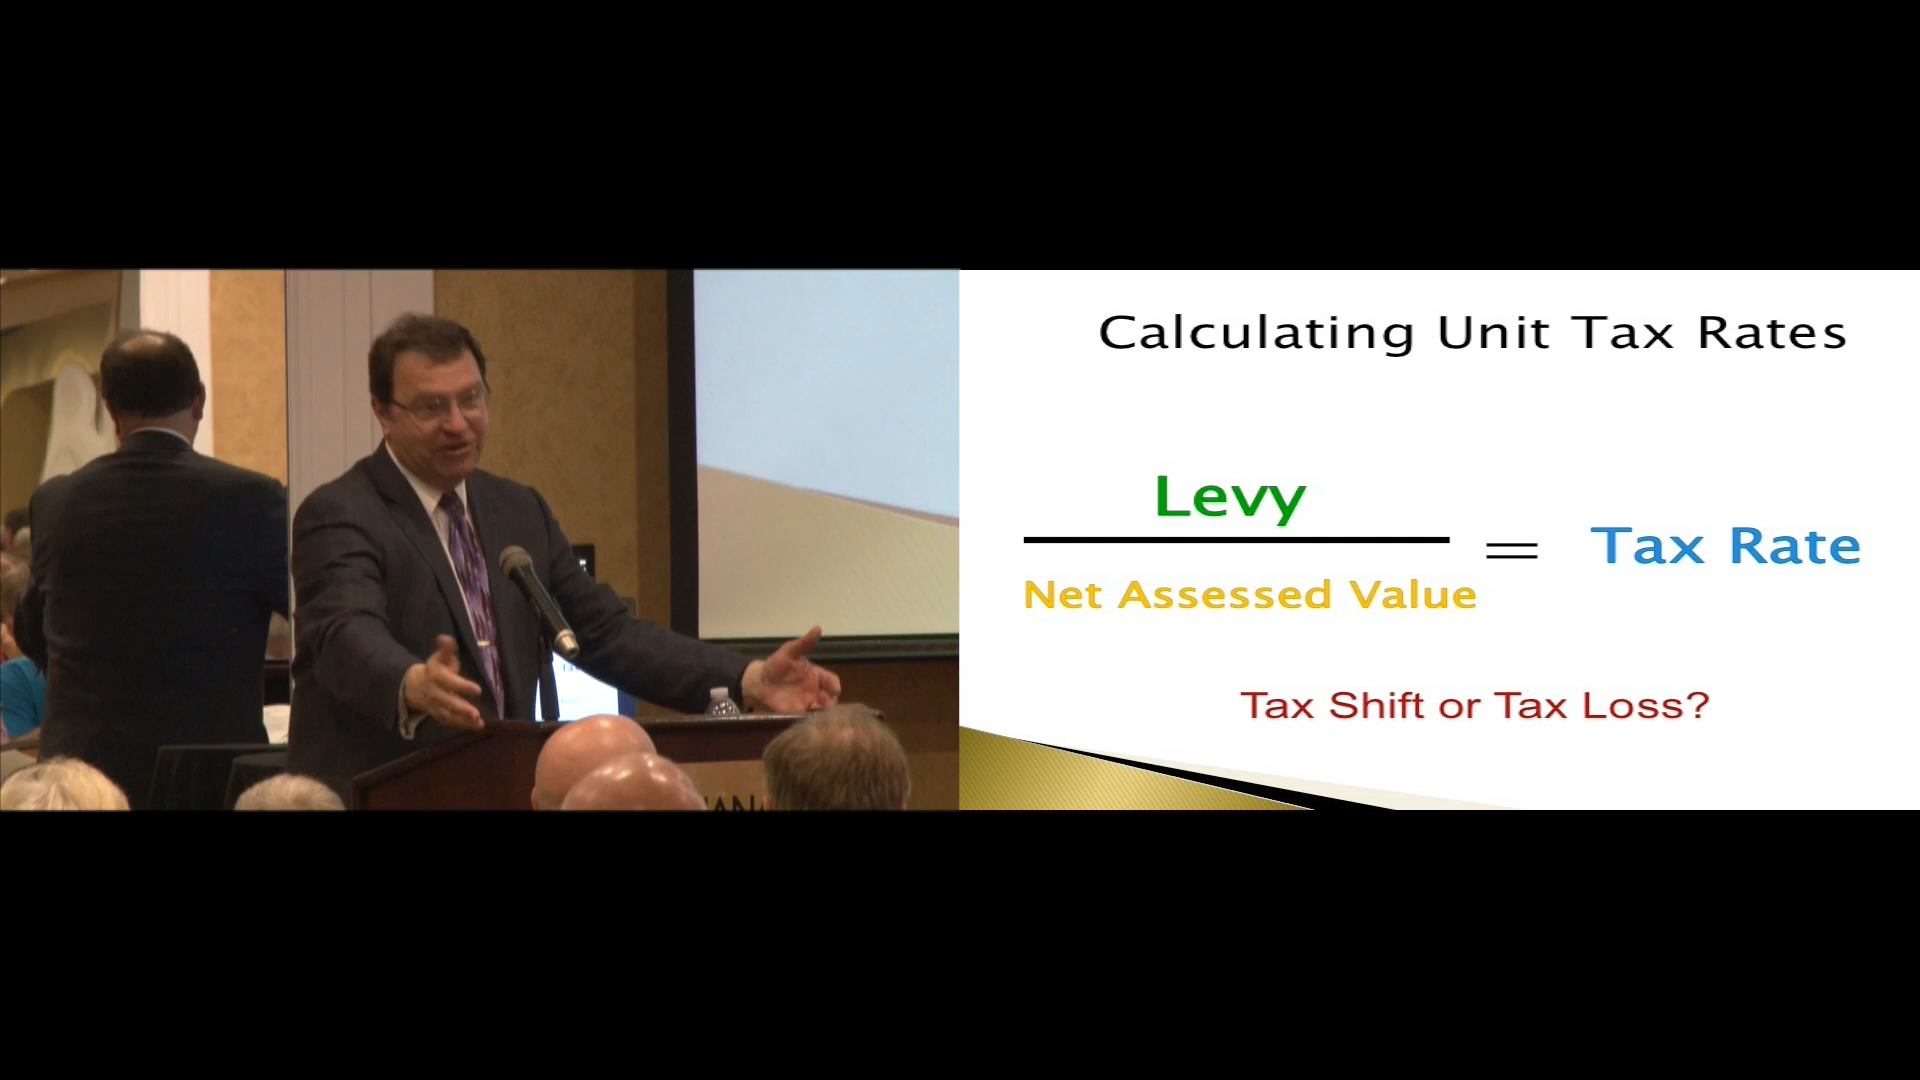 Calculating Unit Tax Rates
Levy
Net Assessed Value
= Tax Rate
Tax Shift or Tax Loss?